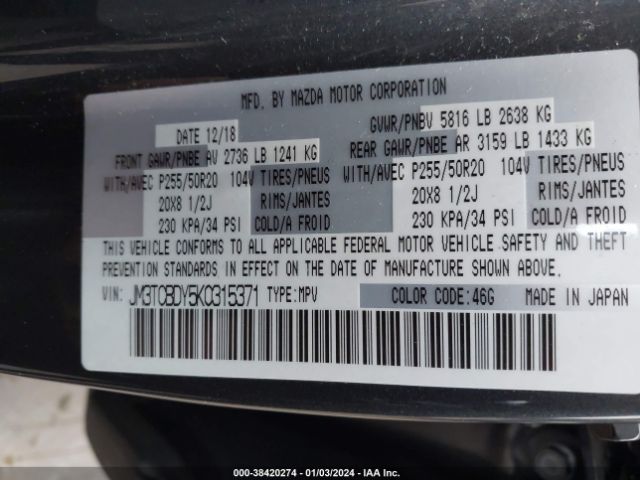 MFD. BY MAZDA MOTOR CORPORATION
DATE 12/18 GVWR/PNBV 5816 LB 2638 KG
FRONT GAWR/PNBE AV 2736 LB 1241 KG REAR GAWR/PNBE AR 3159 LB 1433 KG
WITH/AVEC P255/50R20 104V TIRES/PNEUS WITH/AVEC P255/50R20 104V TIRES/PNEUS
20X8 1/2J RIMS/JANTES 20X8 1/2J RIMS/JANTES
230 KPA/34 PSI COLD/A FROID 230 KPA/34 PSI COLD/A FROID
THIS VEHICLE CONFORMS TO ALL APPLICABLE FEDERAL MOTOR VEHICLE SAFETY AND THEFT
PREVENTION STANDARDS IN EFFECT ON THE DATE OF MANUFACTURE SHOWN ABOVE.
VIN: JM3TCBDY5K0315371 TYPE:MPV COLOR CODE:46G MADE IN JAPAN
000-38420274 - 01/03/2024 - IAA Inc.